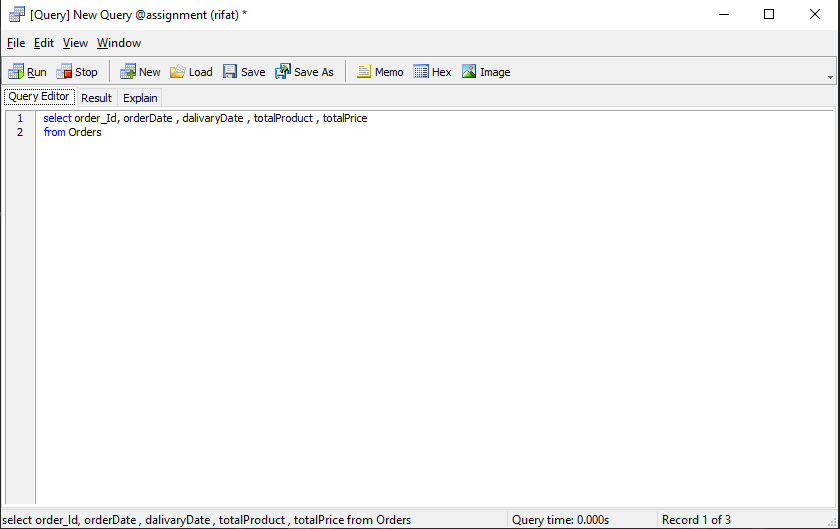 [Query] New Query @assignment (rifat) *
File Edit View Window
Run Stop New Load Save Save As Memo Hex Image
Query Editor Result Explain
1 select order_Id, orderDate , dalivaryDate , totalProduct , totalPrice
2 from Orders
select order_Id, orderDate , dalivaryDate , totalProduct , totalPrice from Orders Query time: 0.000s Record 1 of 3